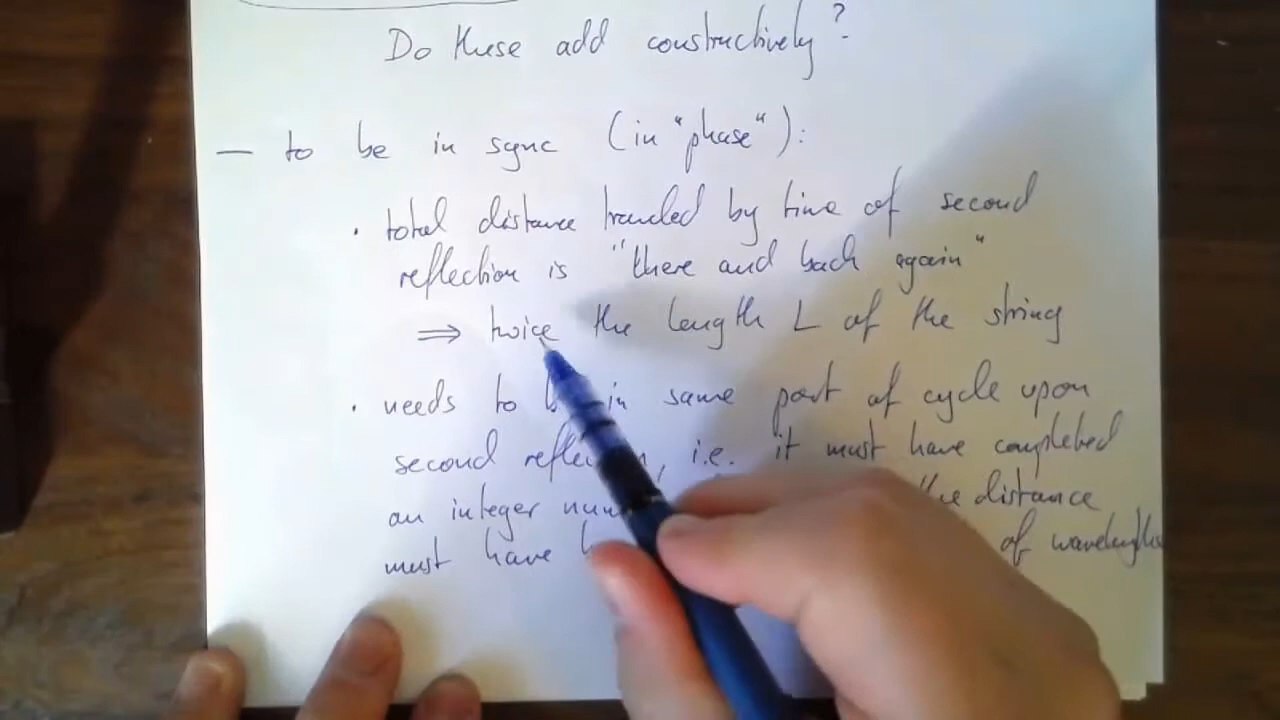 Do these add constructively?
— to be in sync (in "phase"):
• total distance traveled by time of second
reflection is "there and back again"
⇒ twice the length L of the string
• needs to in same part of cycle upon
second i.e. it must have completed
an integer the distance
must have of wavelengths